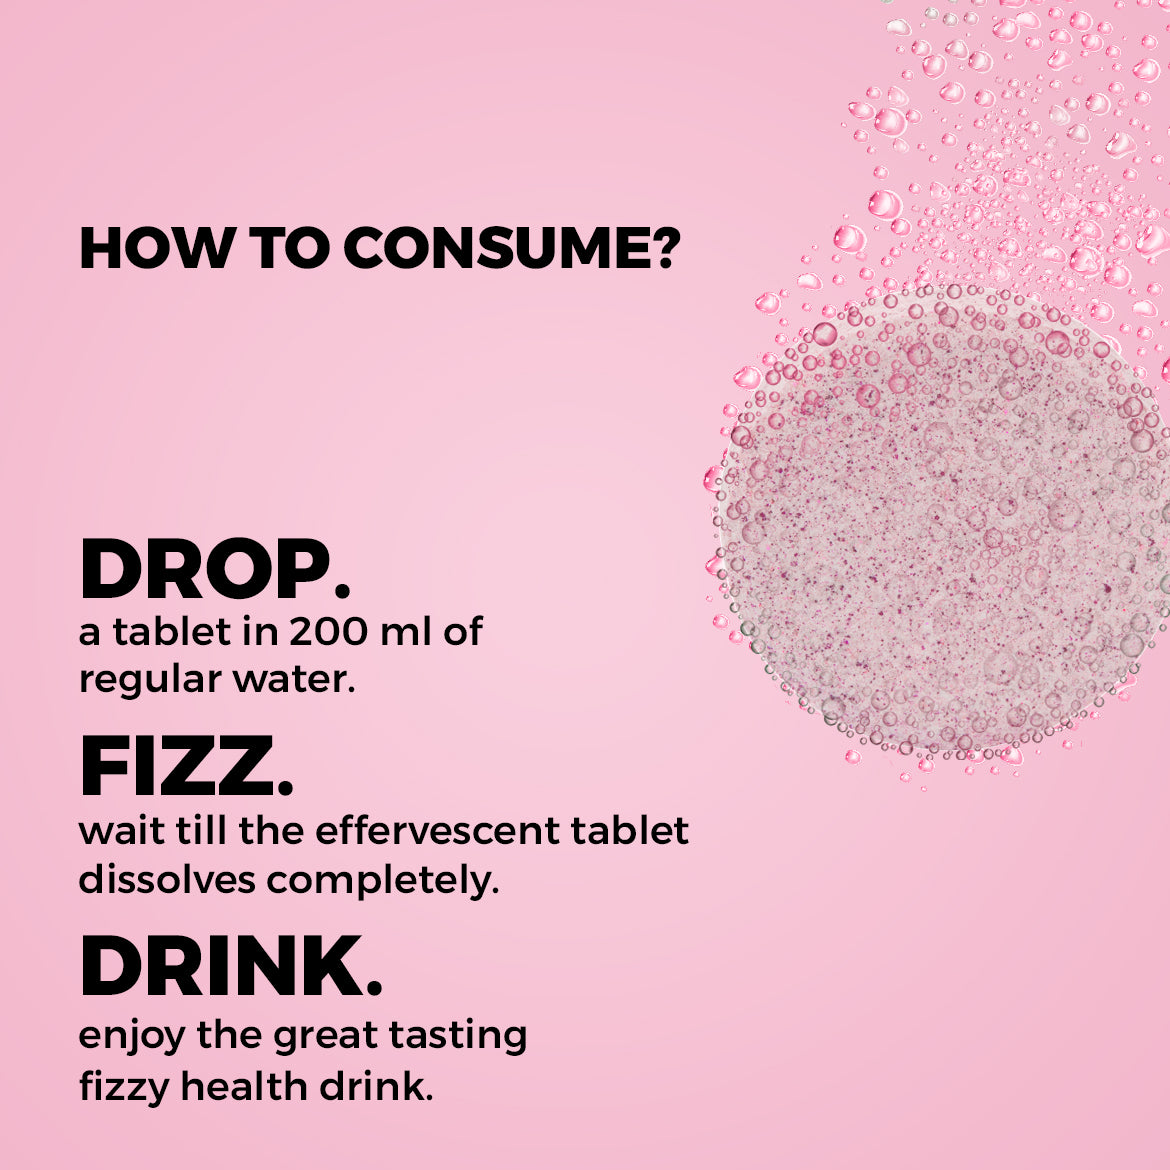 HOW TO CONSUME?
DROP.
a tablet in 200 ml of
regular water.
FIZZ.
wait till the effervescent tablet
dissolves completely.
DRINK.
enjoy the great tasting
fizzy health drink.